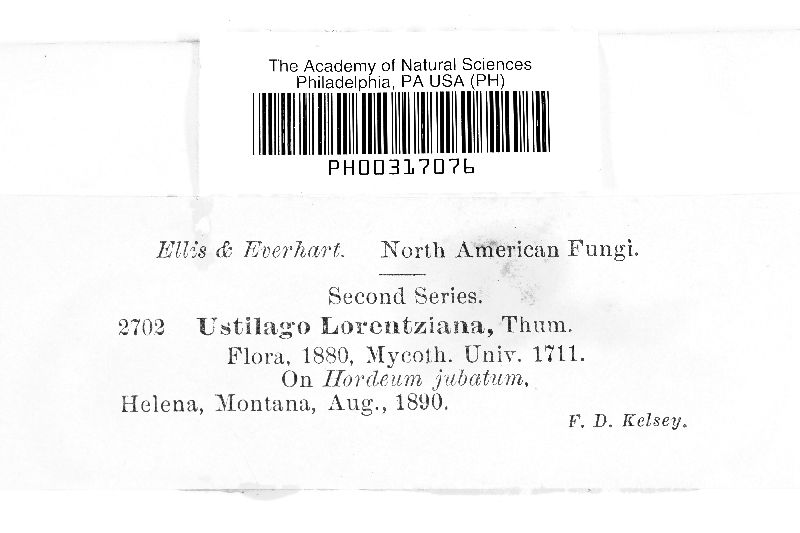 The Academy of Natural Sciences
Philadelphia, PA USA (PH)
PH00317076
Ellis & Everhart. North American Fungi.
Second Series.
2702 Ustilago Lorentziana, Thum.
Flora, 1880, Mycoth. Univ. 1711.
On Hordeum jubatum,
Helena, Montana, Aug., 1890.
F. D. Kelsey.